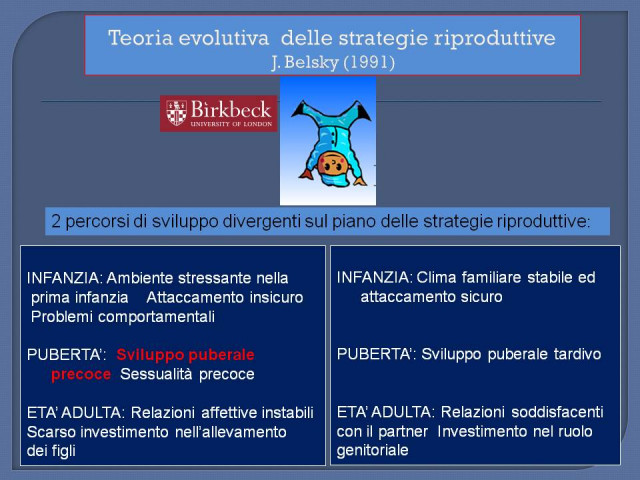 Teoria evolutiva delle strategie riproduttive
J. Belsky (1991)
Birkbeck
UNIVERSITY OF LONDON
2 percorsi di sviluppo divergenti sul piano delle strategie riproduttive:
INFANZIA: Ambiente stressante nella
prima infanzia Attaccamento insicuro
Problemi comportamentali
PUBERTA': Sviluppo puberale
precoce Sessualità precoce
ETA' ADULTA: Relazioni affettive instabili
Scarso investimento nell'allevamento
dei figli
INFANZIA: Clima familiare stabile ed
attaccamento sicuro
PUBERTA': Sviluppo puberale tardivo
ETA' ADULTA: Relazioni soddisfacenti
con il partner Investimento nel ruolo
genitoriale